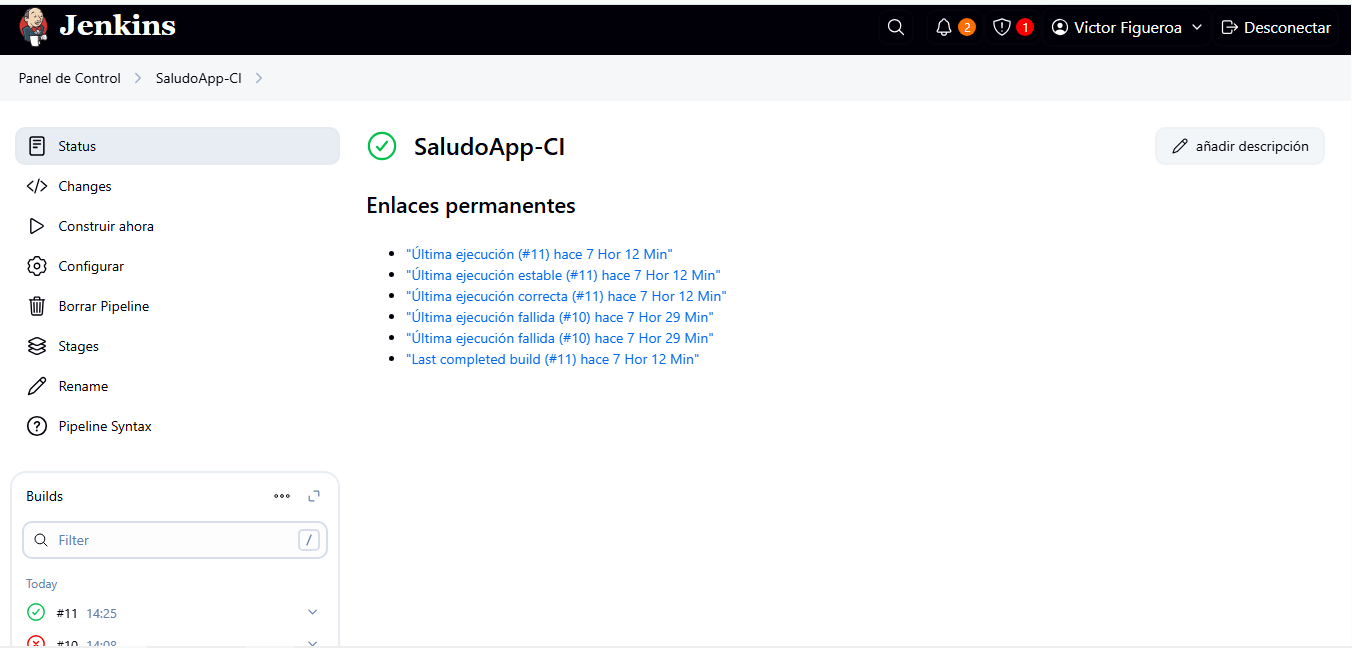 Jenkins 2 1 Victor Figueroa Desconectar
Panel de Control SaludoApp-CI
Status
Changes
Construir ahora
Configurar
Borrar Pipeline
Stages
Rename
Pipeline Syntax
Builds
Filter /
Today
#11 14:25
#10 14:08
SaludoApp-CI
añadir descripción
Enlaces permanentes
"Última ejecución (#11) hace 7 Hor 12 Min"
"Última ejecución estable (#11) hace 7 Hor 12 Min"
"Última ejecución correcta (#11) hace 7 Hor 12 Min"
"Última ejecución fallida (#10) hace 7 Hor 29 Min"
"Última ejecución fallida (#10) hace 7 Hor 29 Min"
"Last completed build (#11) hace 7 Hor 12 Min"